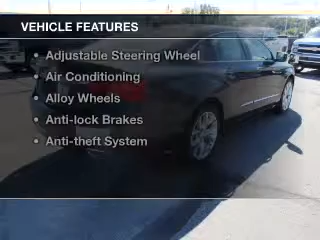 VEHICLE FEATURES
Adjustable Steering Wheel
Air Conditioning
Alloy Wheels
Anti-lock Brakes
Anti-theft System